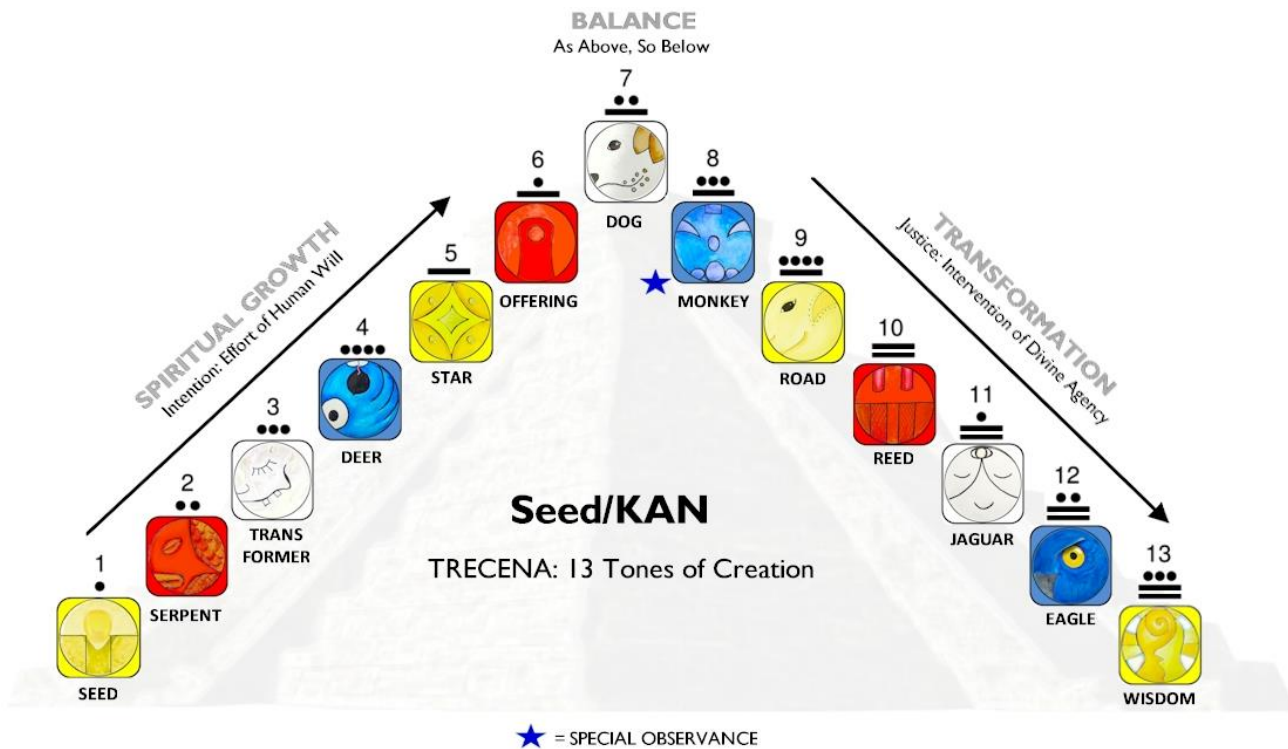 BALANCE
As Above, So Below
SPIRITUAL GROWTH
Intention: Effort of Human Will
TRANSFORMATION
Justice: Intervention of Divine Agency
1
SEED
2
SERPENT
3
TRANS
FORMER
4
DEER
5
STAR
6
OFFERING
7
DOG
8
MONKEY
9
ROAD
10
REED
11
JAGUAR
12
EAGLE
13
WISDOM
Seed/KAN
TRECENA: 13 Tones of Creation
= SPECIAL OBSERVANCE